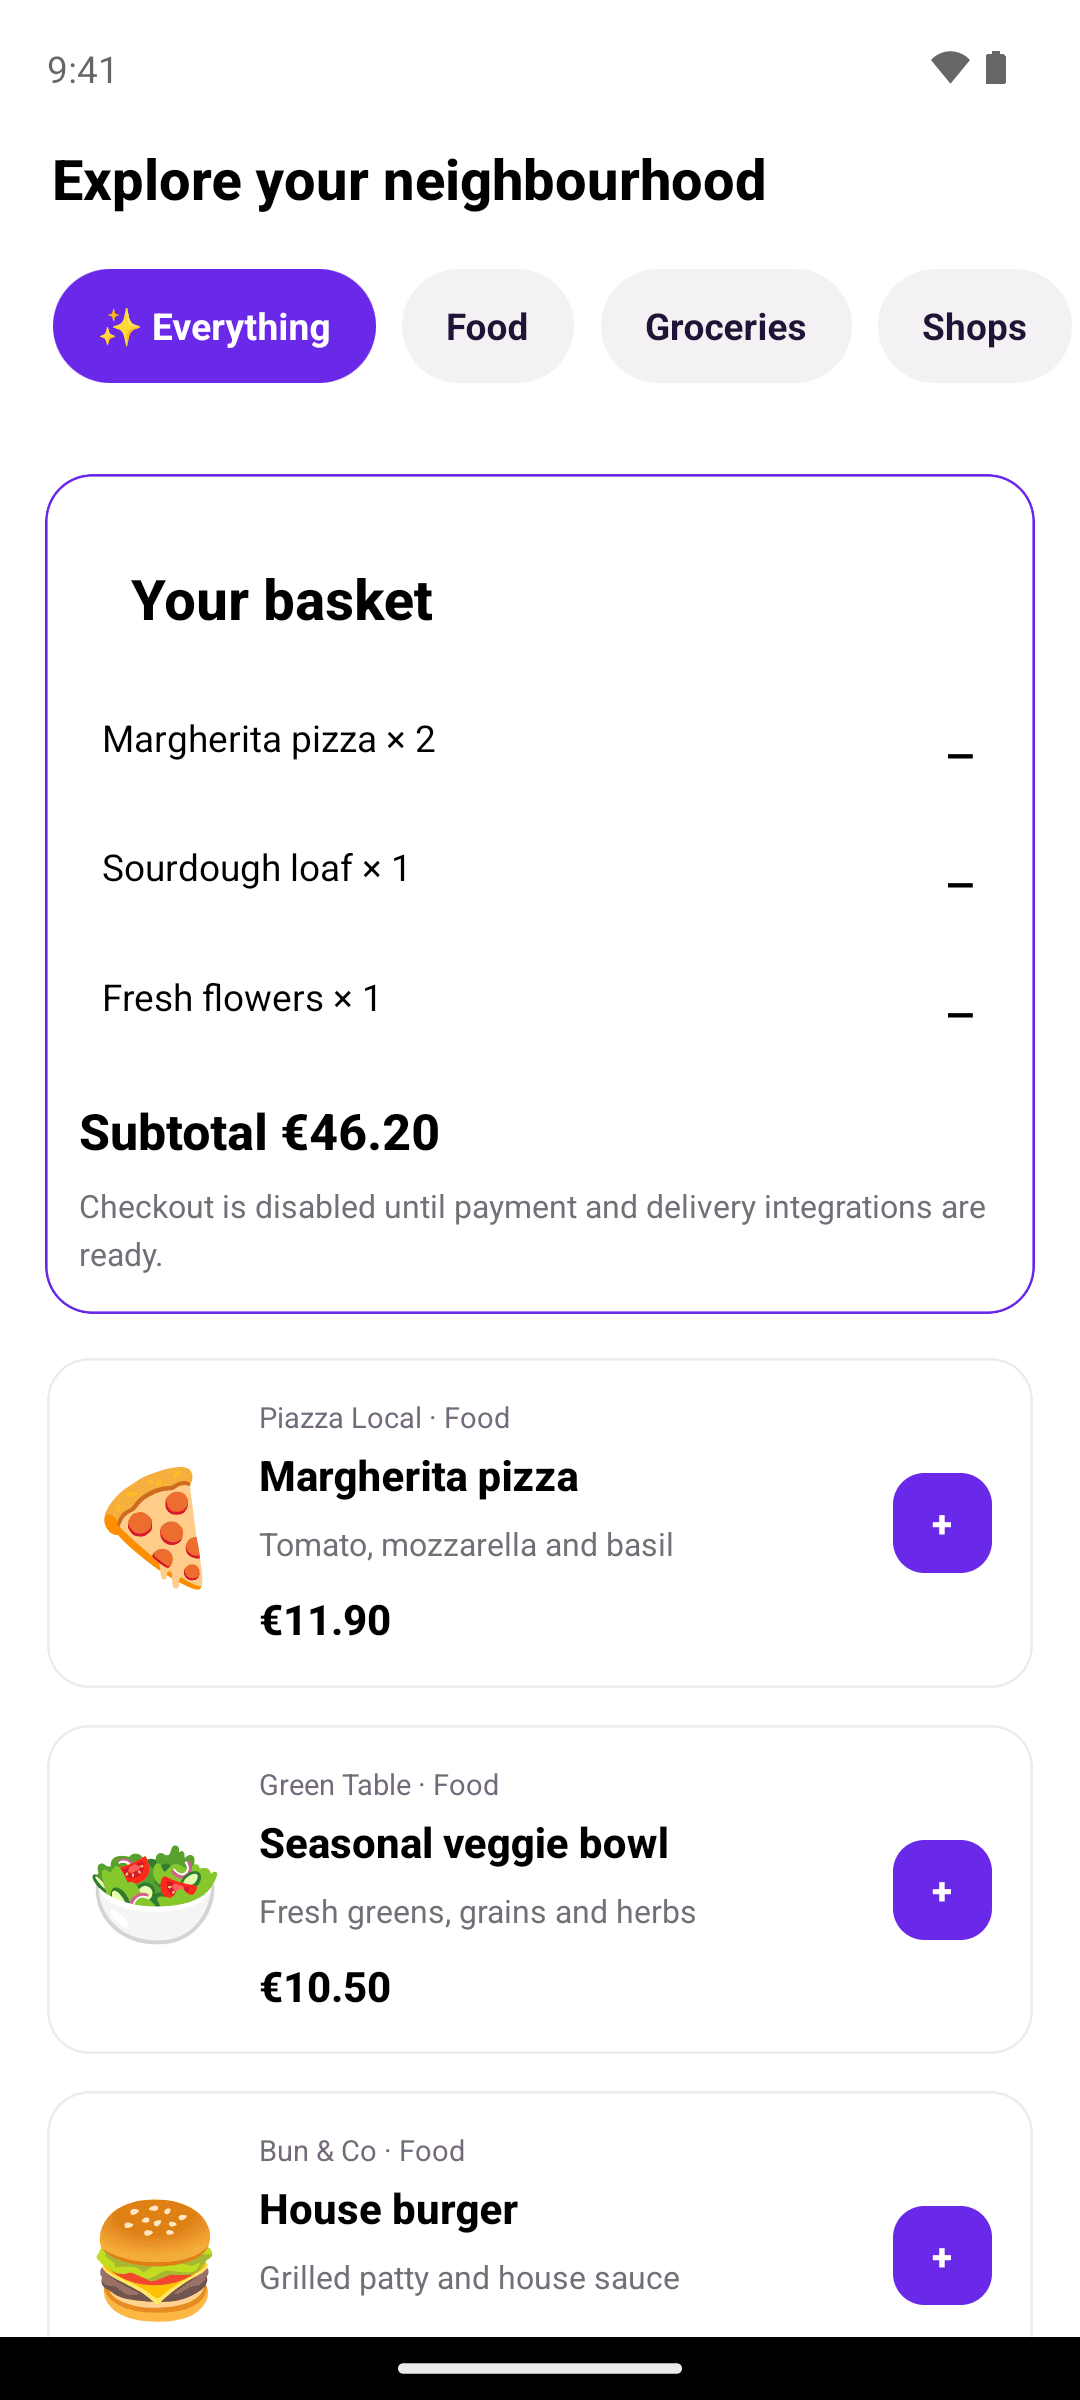 9:41
Explore your neighbourhood
✨ Everything
Food
Groceries
Shops
Your basket
Margherita pizza × 2
–
Sourdough loaf × 1
–
Fresh flowers × 1
–
Subtotal €46.20
Checkout is disabled until payment and delivery integrations are
ready.
Piazza Local · Food
Margherita pizza
Tomato, mozzarella and basil
€11.90
+
Green Table · Food
Seasonal veggie bowl
Fresh greens, grains and herbs
€10.50
+
Bun & Co · Food
House burger
Grilled patty and house sauce
+